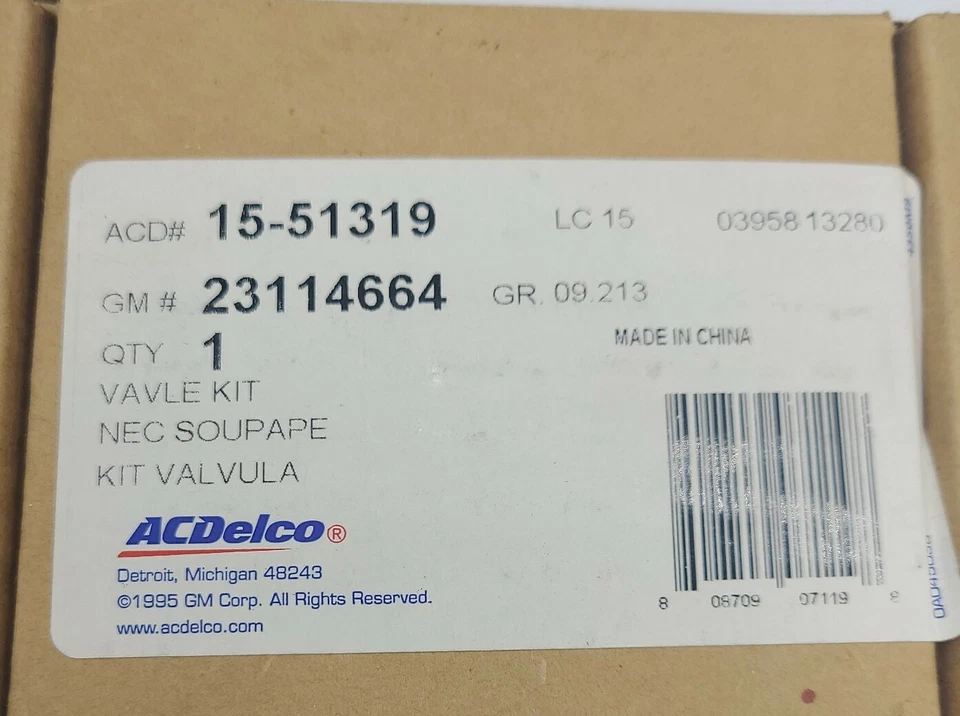 ACD# 15-51319 LC 15 03958 13280
GM # 23114664 GR. 09.213
QTY 1 MADE IN CHINA
VAVLE KIT
NEC SOUPAPE
KIT VALVULA
ACDelco®
Detroit, Michigan 48243
©1995 GM Corp. All Rights Reserved.
www.acdelco.com
8 08709 07119 8